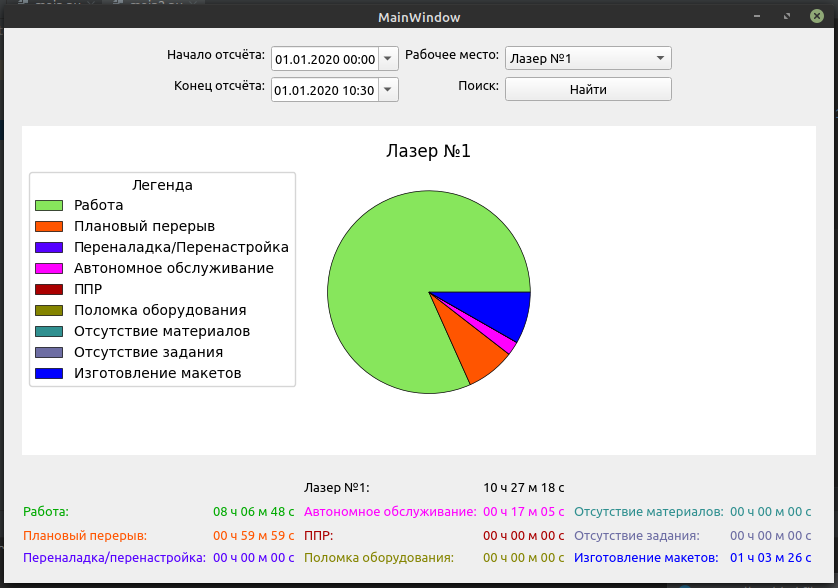 MainWindow
Начало отсчёта: 01.01.2020 00:00 Рабочее место: Лазер №1
Конец отсчёта: 01.01.2020 10:30 Поиск: Найти
Лазер №1
Легенда
Работа
Плановый перерыв
Переналадка/Перенастройка
Автономное обслуживание
ППР
Поломка оборудования
Отсутствие материалов
Отсутствие задания
Изготовление макетов
Лазер №1: 10 ч 27 м 18 с
Работа: 08 ч 06 м 48 с Автономное обслуживание: 00 ч 17 м 05 с Отсутствие материалов: 00 ч 00 м 00 с
Плановый перерыв: 00 ч 59 м 59 с ППР: 00 ч 00 м 00 с Отсутствие задания: 00 ч 00 м 00 с
Переналадка/перенастройка: 00 ч 00 м 00 с Поломка оборудования: 00 ч 00 м 00 с Изготовление макетов: 01 ч 03 м 26 с